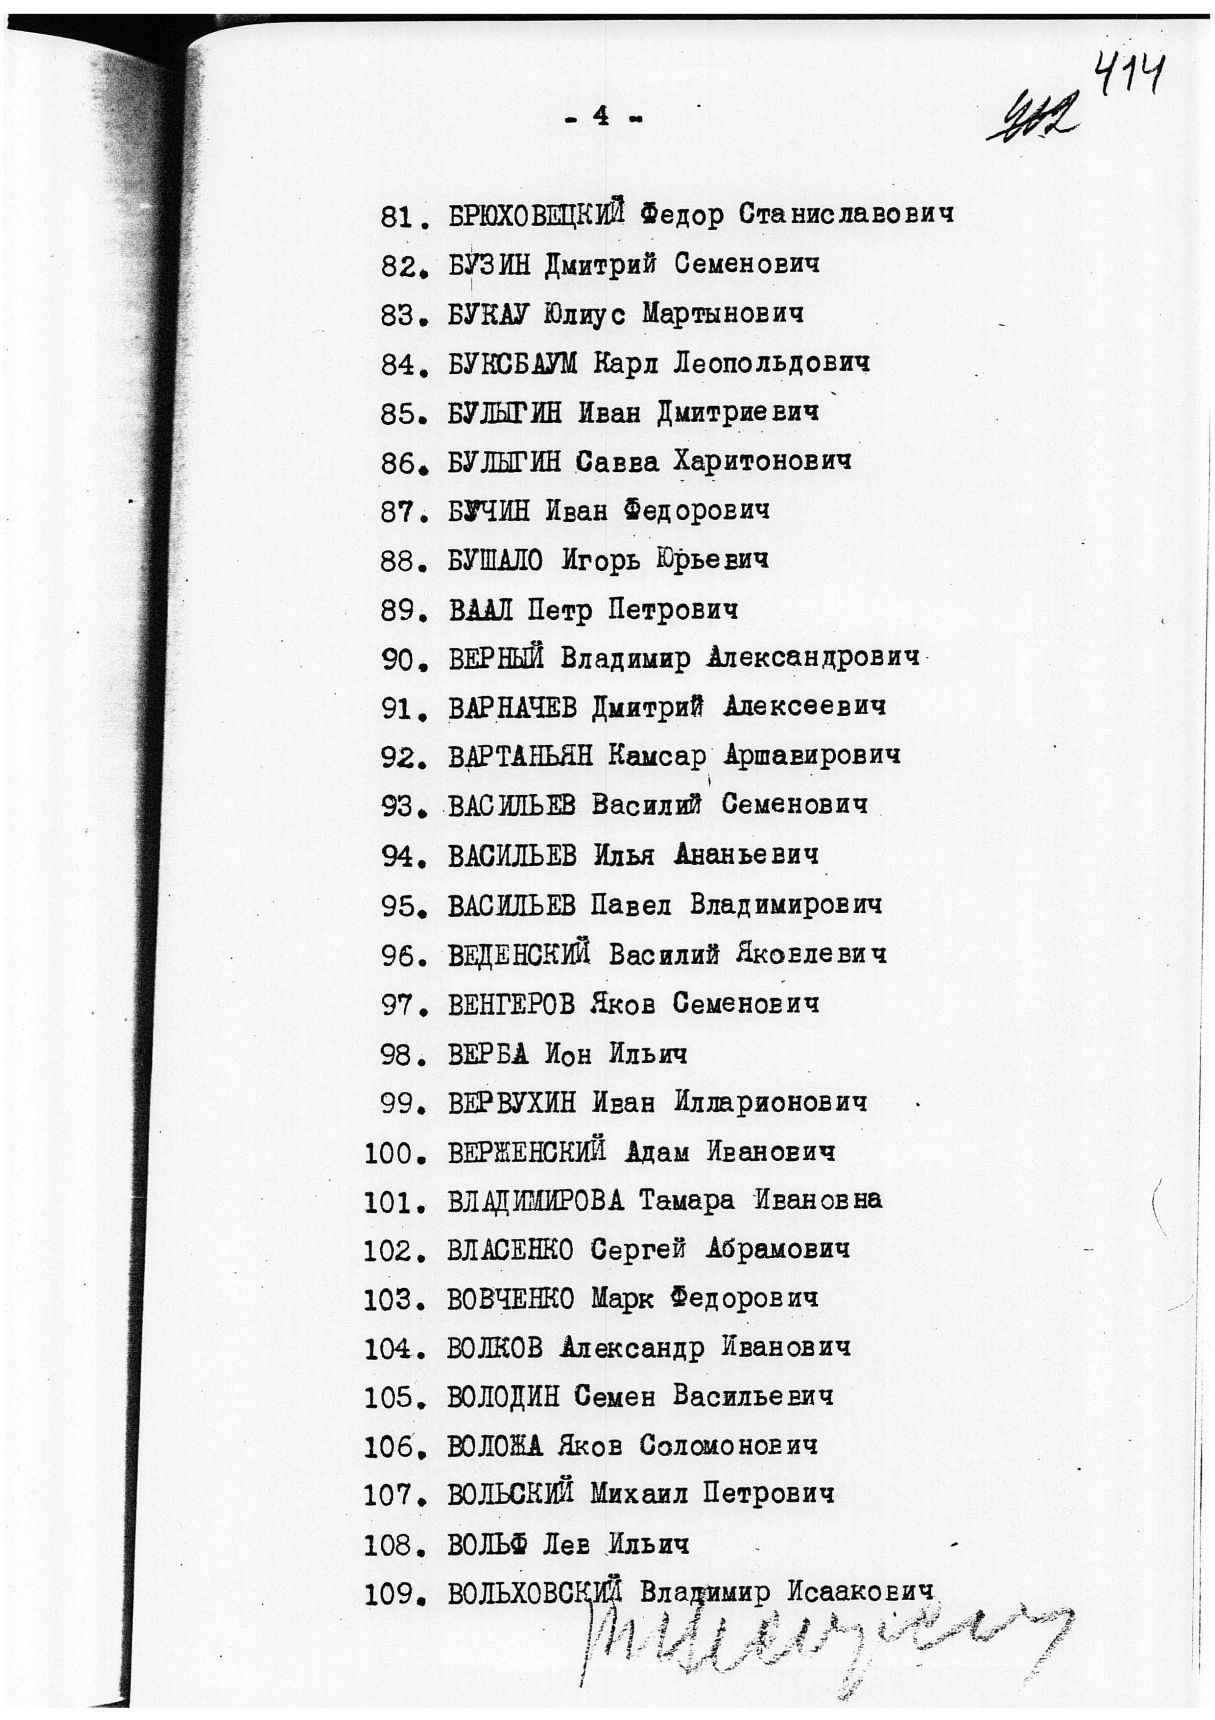 414
- 4 -
81. БРЮХОВЕЦКИЙ Федор Станиславович
82. БУЗИН Дмитрий Семенович
83. БУКАУ Юлиус Мартынович
84. БУКСБАУМ Карл Леопольдович
85. БУЛЫГИН Иван Дмитриевич
86. БУЛЫГИН Савва Харитонович
87. БУЧИН Иван Федорович
88. БУШАЛО Игорь Юрьевич
89. ВААЛ Петр Петрович
90. ВЕРНЫЙ Владимир Александрович
91. ВАРНАЧЕВ Дмитрий Алексеевич
92. ВАРТАНЬЯН Камсар Аршавирович
93. ВАСИЛЬЕВ Василий Семенович
94. ВАСИЛЬЕВ Илья Ананьевич
95. ВАСИЛЬЕВ Павел Владимирович
96. ВЕДЕНСКИЙ Василий Яковлевич
97. ВЕНГЕРОВ Яков Семенович
98. ВЕРБА Ион Ильич
99. ВЕРВУХИН Иван Илларионович
100. ВЕРЖЕНСКИЙ Адам Иванович
101. ВЛАДИМИРОВА Тамара Ивановна
102. ВЛАСЕНКО Сергей Абрамович
103. ВОВЧЕНКО Марк Федорович
104. ВОЛКОВ Александр Иванович
105. ВОЛОДИН Семен Васильевич
106. ВОЛОЖА Яков Соломонович
107. ВОЛЬСКИЙ Михаил Петрович
108. ВОЛЬФ Лев Ильич
109. ВОЛЬХОВСКИЙ Владимир Исаакович